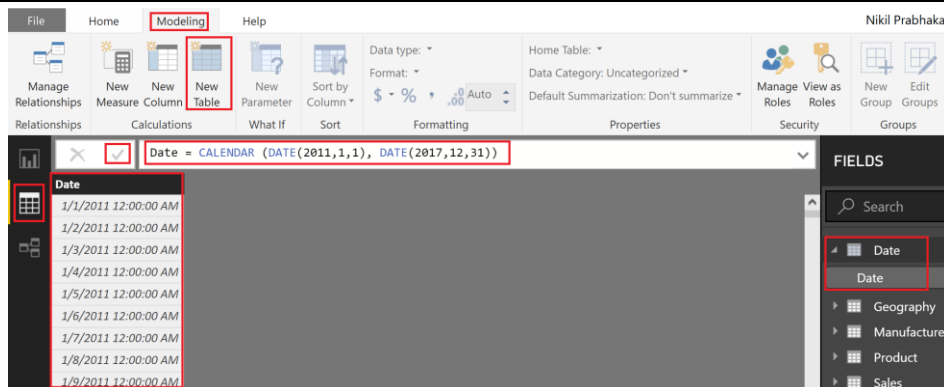 File Home Modeling Help Nikil Prabhaka
Manage Relationships
New Measure
New Column
New Table
New Parameter
Sort by Column
Data type:
Format:
$ % , .00 Auto
Home Table:
Data Category: Uncategorized
Default Summarization: Don't summarize
Manage Roles
View as Roles
New Group
Edit Groups
Relationships Calculations What If Sort Formatting Properties Security Groups
Date = CALENDAR (DATE(2011,1,1), DATE(2017,12,31))
FIELDS
Search
Date
1/1/2011 12:00:00 AM
1/2/2011 12:00:00 AM
1/3/2011 12:00:00 AM
1/4/2011 12:00:00 AM
1/5/2011 12:00:00 AM
1/6/2011 12:00:00 AM
1/7/2011 12:00:00 AM
1/8/2011 12:00:00 AM
1/9/2011 12:00:00 AM
Date
Date
Geography
Manufacture
Product
Sales